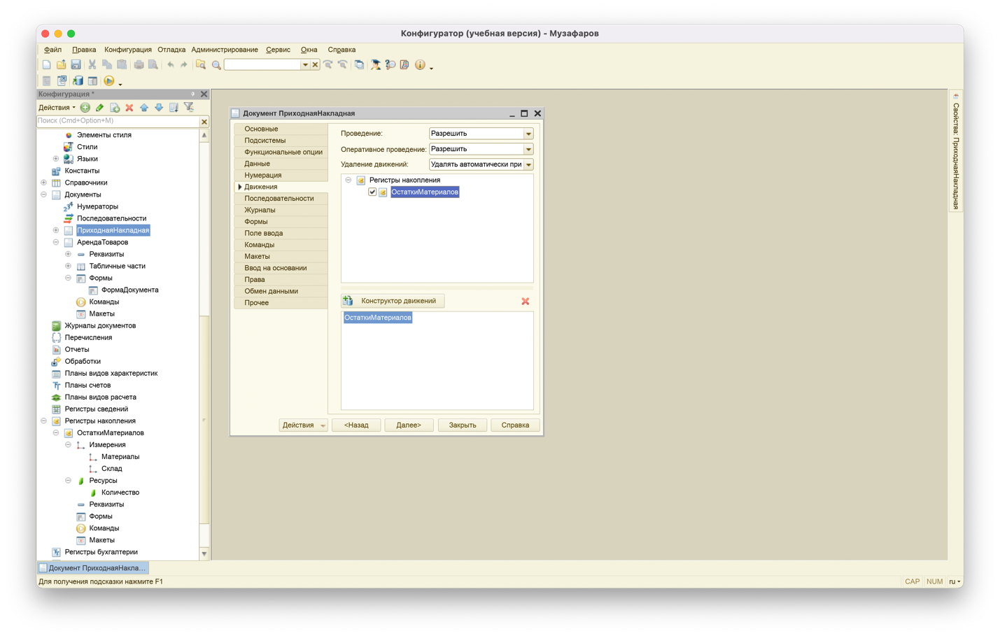 Конфигуратор (учебная версия) - Музафаров
Файл Правка Конфигурация Отладка Администрирование Сервис Окна Справка
Конфигурация *
Действия
Поиск (Cmd+Option+M)
Элементы стиля
Стили
Языки
Константы
Справочники
Документы
Нумераторы
Последовательности
ПриходнаяНакладная
АрендаТоваров
Реквизиты
Табличные части
Формы
ФормаДокумента
Команды
Макеты
Журналы документов
Перечисления
Отчеты
Обработки
Планы видов характеристик
Планы счетов
Планы видов расчета
Регистры сведений
Регистры накопления
ОстаткиМатериалов
Измерения
Материалы
Склад
Ресурсы
Количество
Реквизиты
Формы
Команды
Макеты
Регистры бухгалтерии
Документ ПриходнаяНакладная
Основные
Подсистемы
Функциональные опции
Данные
Нумерация
Движения
Последовательности
Журналы
Формы
Поле ввода
Команды
Макеты
Ввод на основании
Права
Обмен данными
Прочее
Проведение: Разрешить
Оперативное проведение: Разрешить
Удаление движений: Удалять автоматически при
Регистры накопления
ОстаткиМатериалов
Конструктор движений
ОстаткиМатериалов
Действия <Назад Далее> Закрыть Справка
Свойства: ПриходнаяНакладная
Документ ПриходнаяНакла...
Для получения подсказки нажмите F1
CAP NUM ru